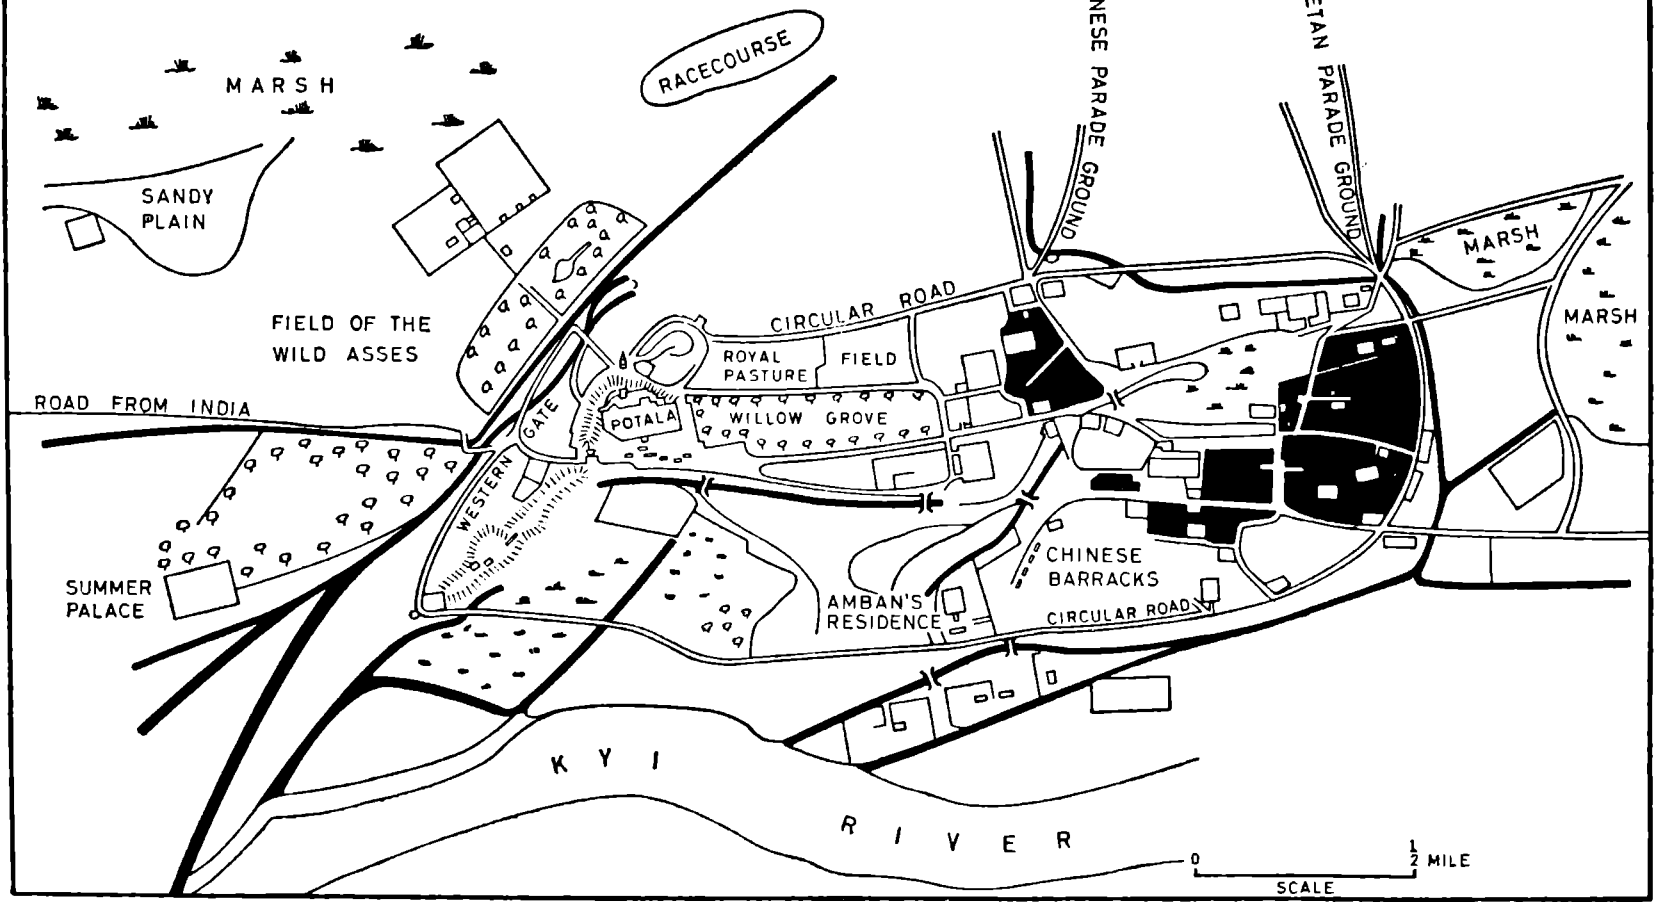 NESE PARADE GROUND
ETAN PARADE GROUND
RACECOURSE
MARSH
SANDY
PLAIN
MARSH
MARSH
FIELD OF THE
WILD ASSES
CIRCULAR ROAD
ROYAL
PASTURE
FIELD
ROAD FROM INDIA
WESTERN GATE
POTALA
WILLOW GROVE
SUMMER
PALACE
CHINESE
BARRACKS
AMBAN'S
RESIDENCE
CIRCULAR ROAD
KYI
RIVER
0
1
2 MILE
SCALE